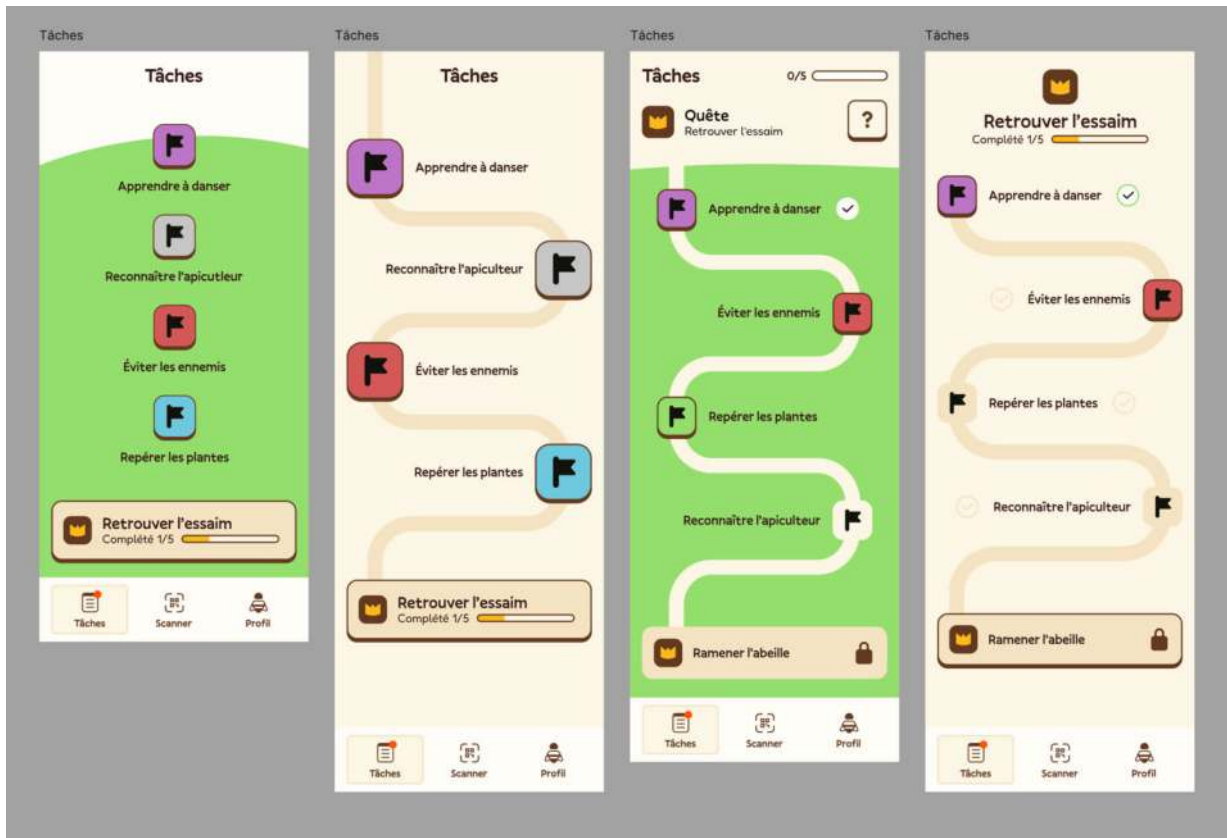 Tâches
Tâches
Apprendre à danser
Reconnaître l'apicutleur
Éviter les ennemis
Repérer les plantes
Retrouver l'essaim
Complété 1/5
Tâches
Scanner
Profil
Tâches
Tâches
Apprendre à danser
Reconnaître l'apiculteur
Éviter les ennemis
Repérer les plantes
Retrouver l'essaim
Complété 1/5
Tâches
Scanner
Profil
Tâches
Tâches
0/5
Quête
Retrouver l'essaim
?
Apprendre à danser
Éviter les ennemis
Repérer les plantes
Reconnaître l'apiculteur
Ramener l'abeille
Tâches
Scanner
Profil
Tâches
Retrouver l'essaim
Complété 1/5
Apprendre à danser
Éviter les ennemis
Repérer les plantes
Reconnaître l'apiculteur
Ramener l'abeille
Tâches
Scanner
Profil